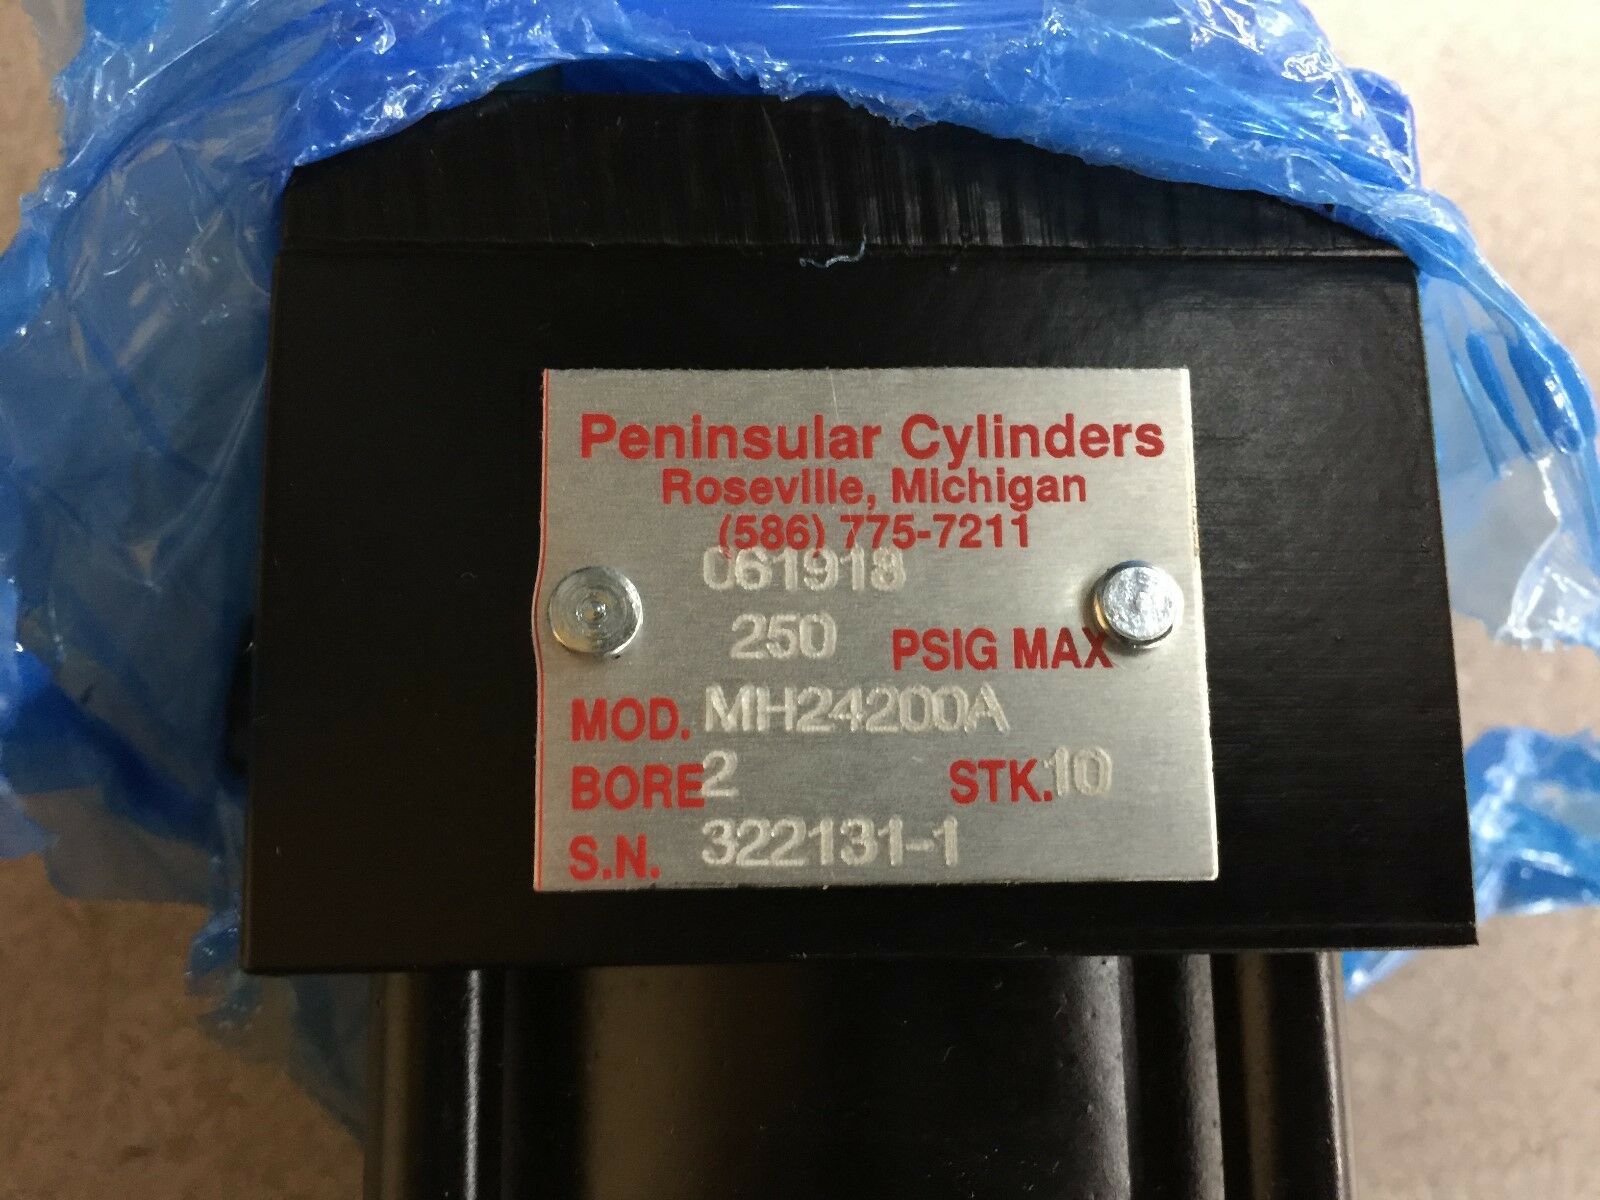 Peninsular Cylinders
Roseville, Michigan
(586) 775-7211
061918
250 PSIG MAX
MOD. MH24200A
BORE 2 STK. 10
S.N. 322131-1